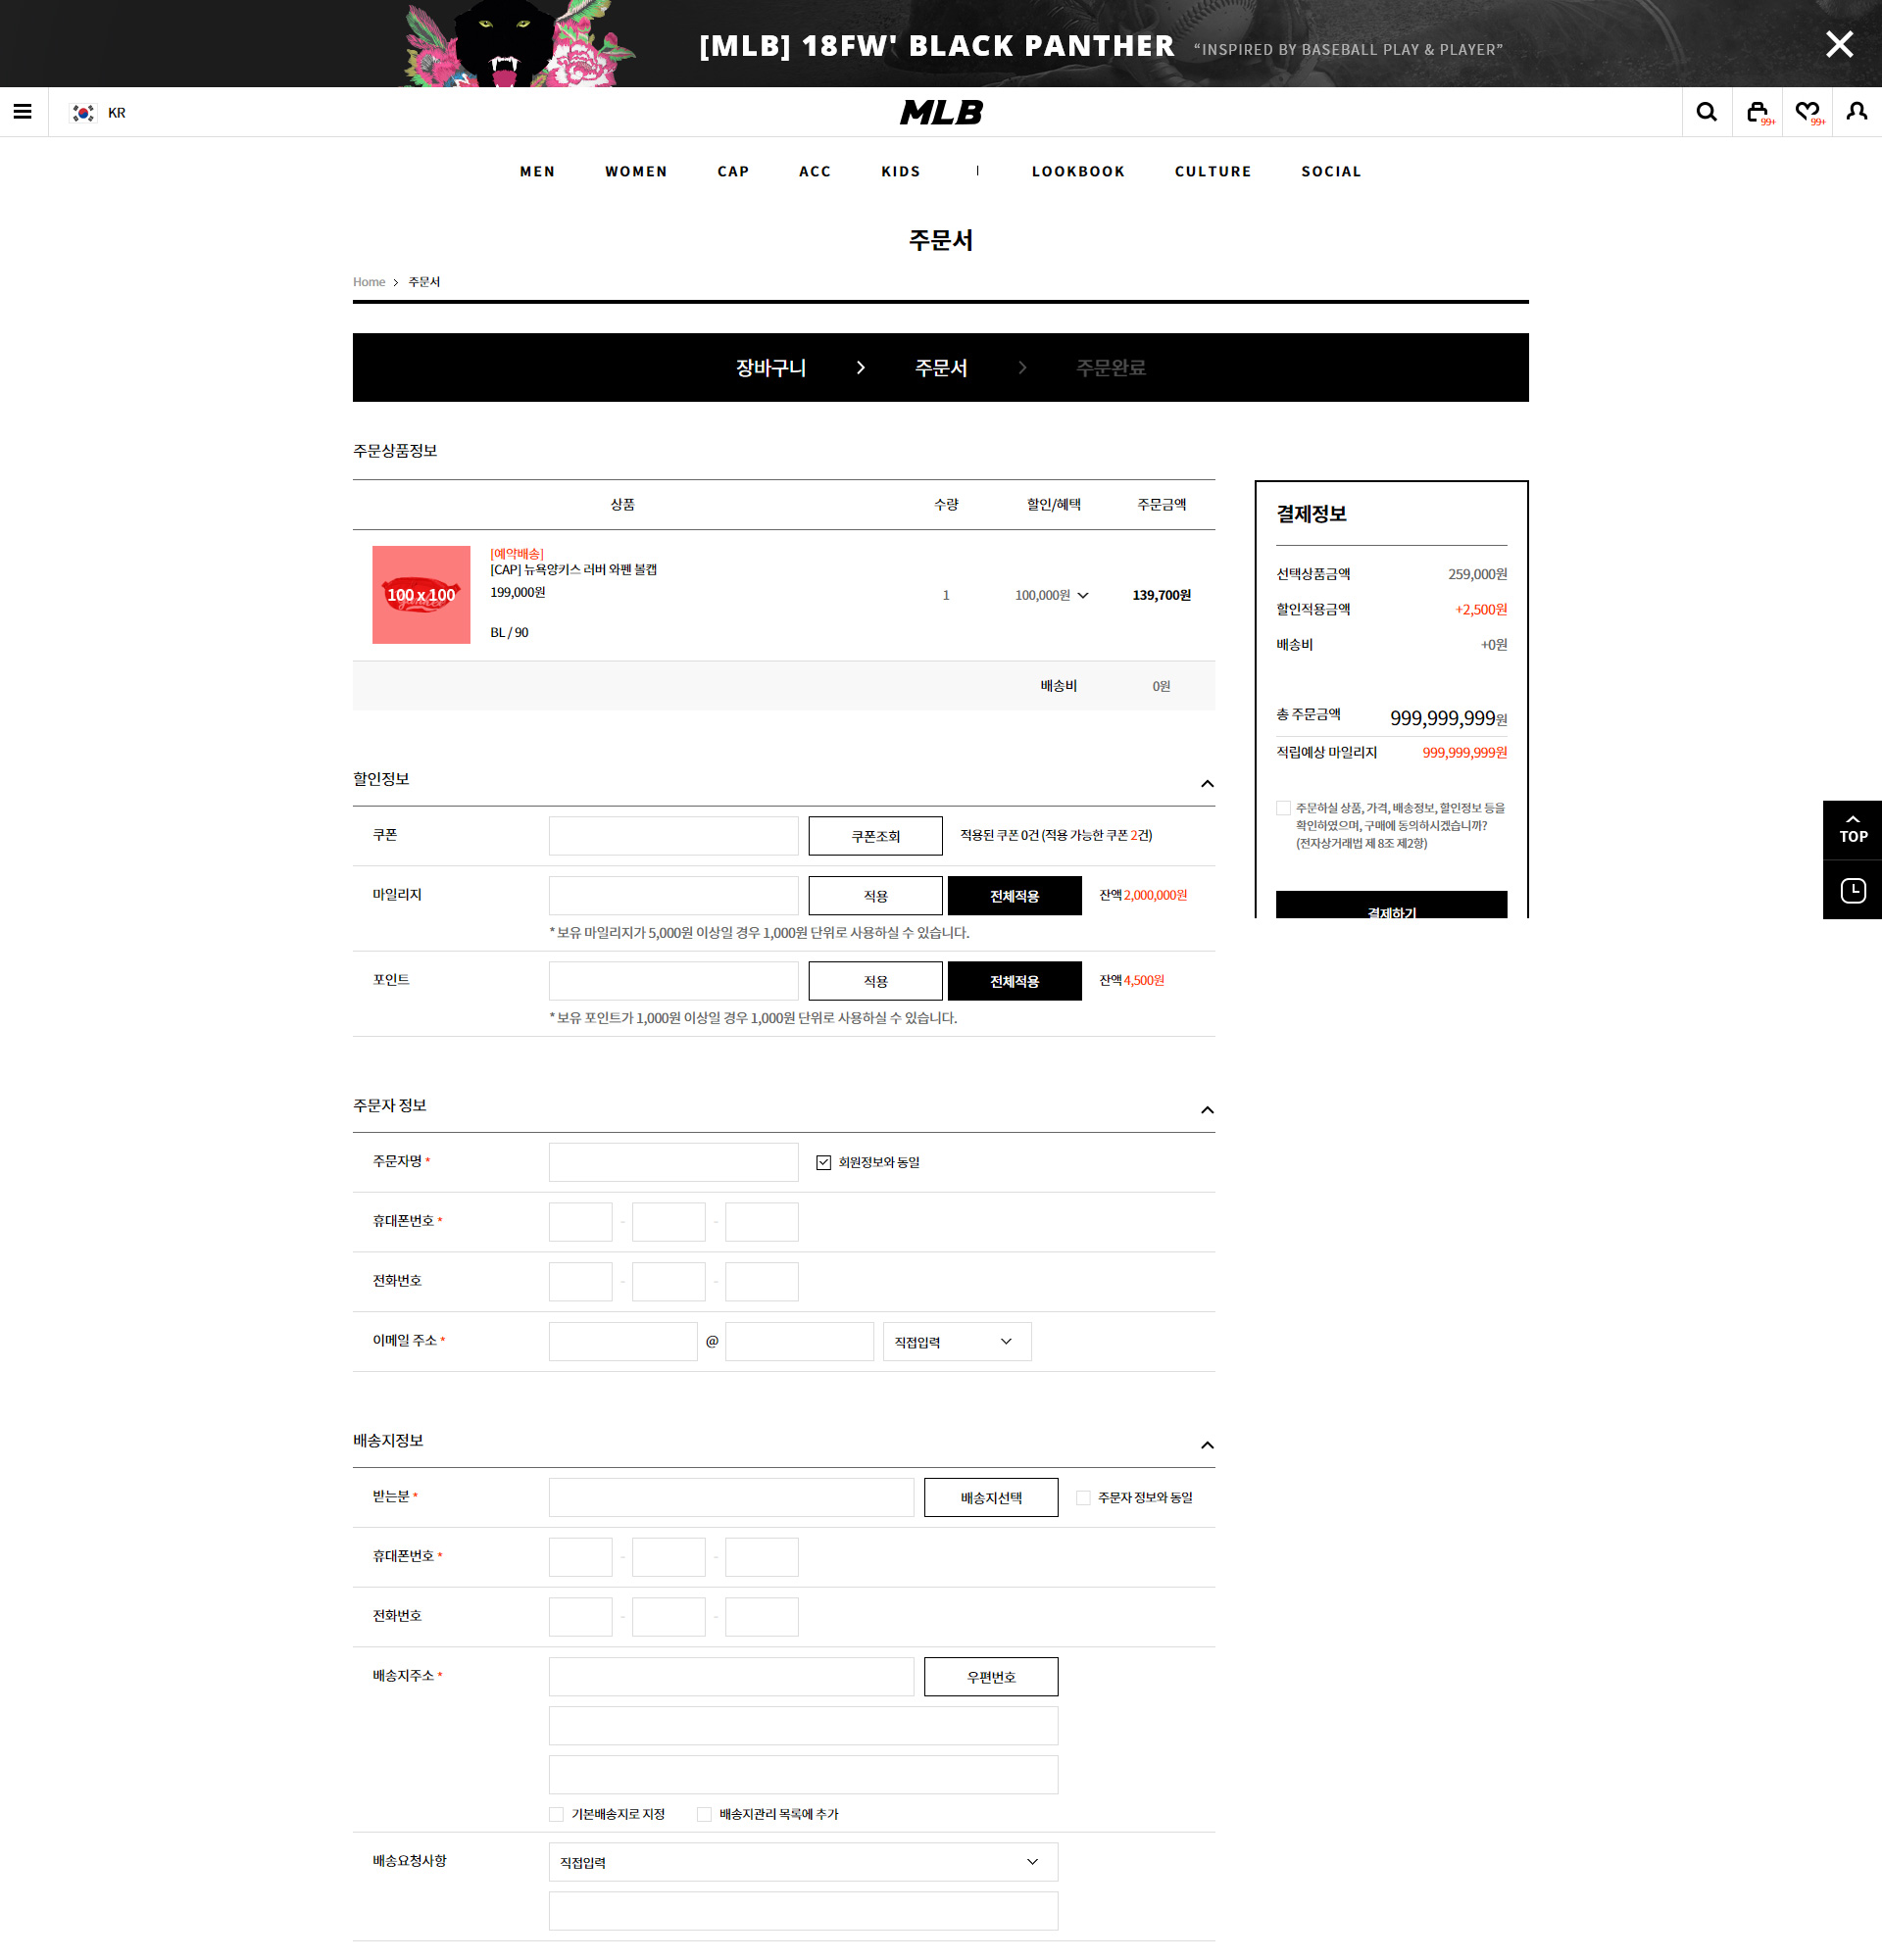 [MLB] 18FW' BLACK PANTHER “INSPIRED BY BASEBALL PLAY & PLAYER”
KR
MLB
99+ 99+
MEN WOMEN CAP ACC KIDS | LOOKBOOK CULTURE SOCIAL
주문서
Home > 주문서
장바구니 > 주문서 > 주문완료
주문상품정보
상품 수량 할인/혜택 주문금액
100 x 100
[예약배송]
[CAP] 뉴욕양키스 러버 와펜 볼캡
199,000원
BL / 90
1 100,000원 139,700원
배송비 0원
결제정보
선택상품금액 259,000원
할인적용금액 +2,500원
배송비 +0원
총 주문금액 999,999,999원
적립예상 마일리지 999,999,999원
주문하실 상품, 가격, 배송정보, 할인정보 등을
확인하였으며, 구매에 동의하시겠습니까?
(전자상거래법 제 8조 제2항)
결제하기
TOP
할인정보
쿠폰 쿠폰조회 적용된 쿠폰 0건 (적용 가능한 쿠폰 2건)
마일리지 적용 전체적용 잔액 2,000,000원
* 보유 마일리지가 5,000원 이상일 경우 1,000원 단위로 사용하실 수 있습니다.
포인트 적용 전체적용 잔액 4,500원
* 보유 포인트가 1,000원 이상일 경우 1,000원 단위로 사용하실 수 있습니다.
주문자 정보
주문자명 * 회원정보와 동일
휴대폰번호 * - -
전화번호 - -
이메일 주소 * @ 직접입력
배송지정보
받는분 * 배송지선택 주문자 정보와 동일
휴대폰번호 * - -
전화번호 - -
배송지주소 * 우편번호
기본배송지로 지정 배송지관리 목록에 추가
배송요청사항 직접입력